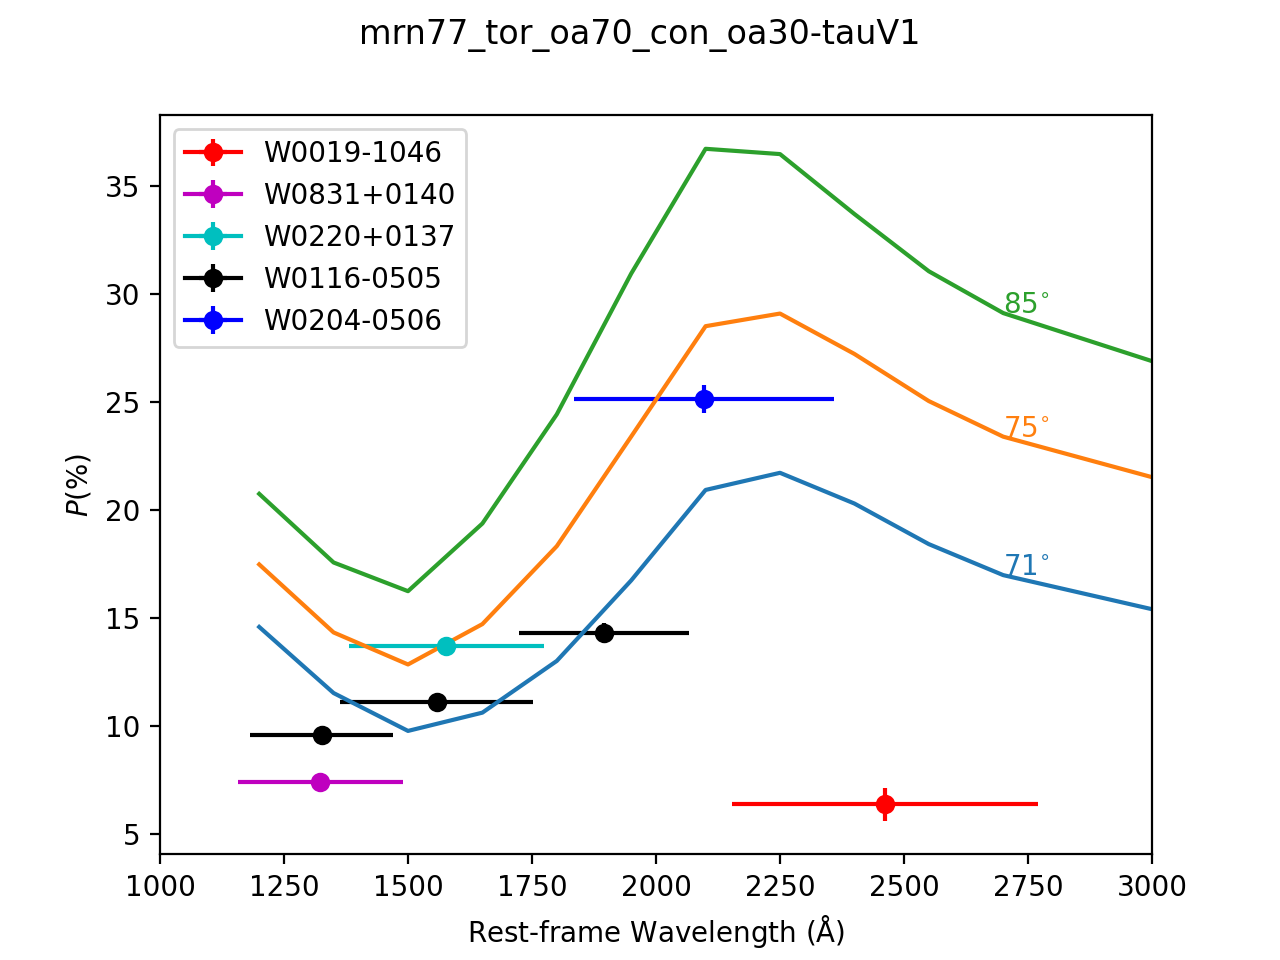 mrn77_tor_oa70_con_oa30-tauV1
W0019-1046
W0831+0140
W0220+0137
W0116-0505
W0204-0506
85°
75°
71°
35
30
25
20
15
10
5
P(%)
1000 1250 1500 1750 2000 2250 2500 2750 3000
Rest-frame Wavelength (Å)